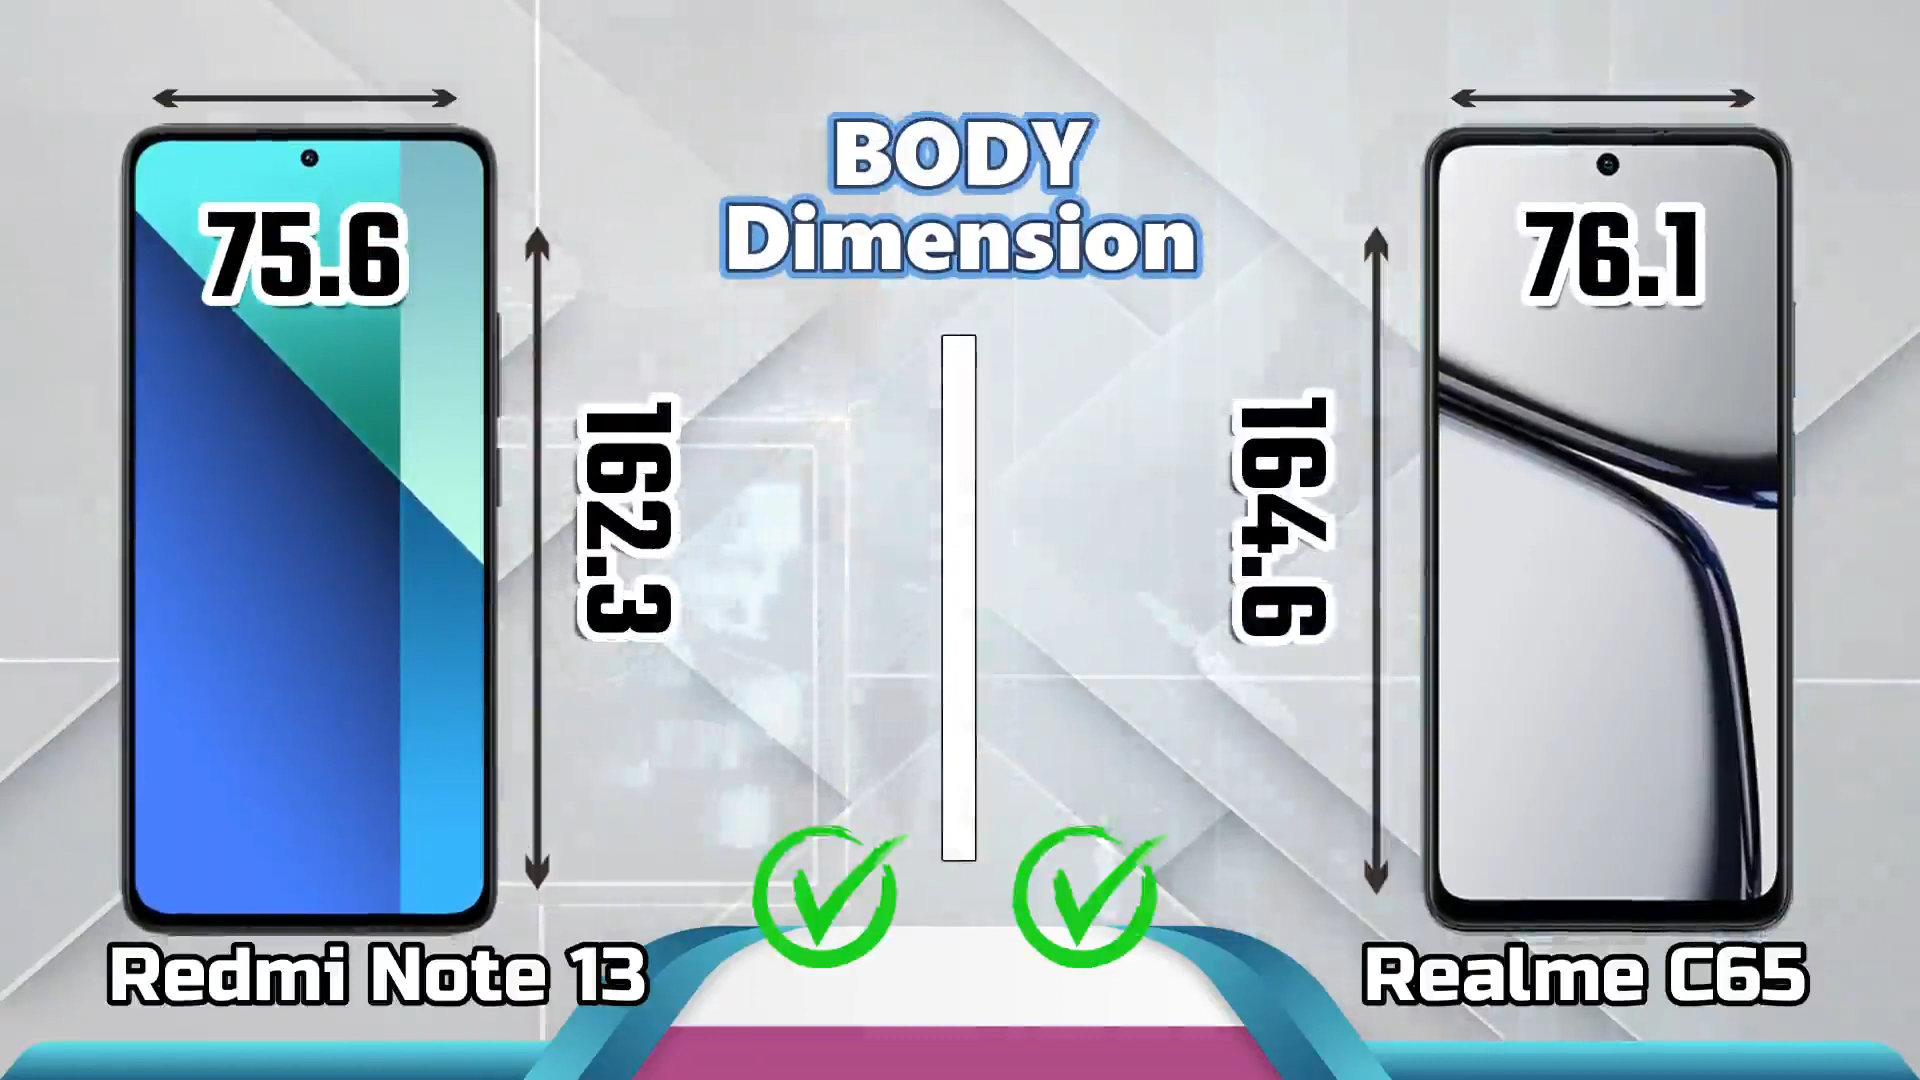 BODY
Dimension
75.6
162.3
164.6
76.1
Redmi Note 13
Realme C65